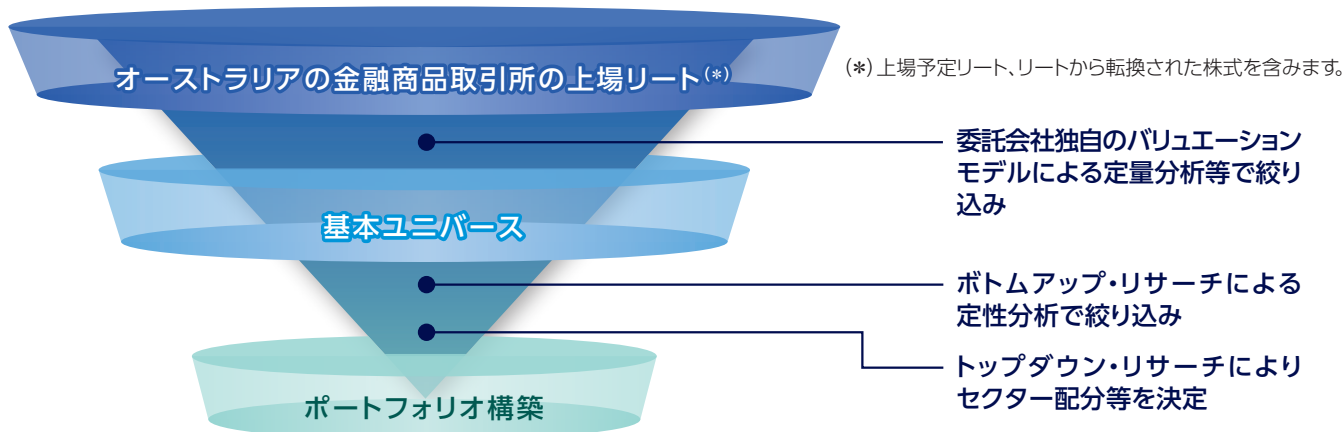 オーストラリアの金融商品取引所の上場リート(*)
(*)上場予定リート、リートから転換された株式を含みます。
委託会社独自のバリュエーション
モデルによる定量分析等で絞り
込み
基本ユニバース
ボトムアップ・リサーチによる
定性分析で絞り込み
トップダウン・リサーチにより
セクター配分等を決定
ポートフォリオ構築